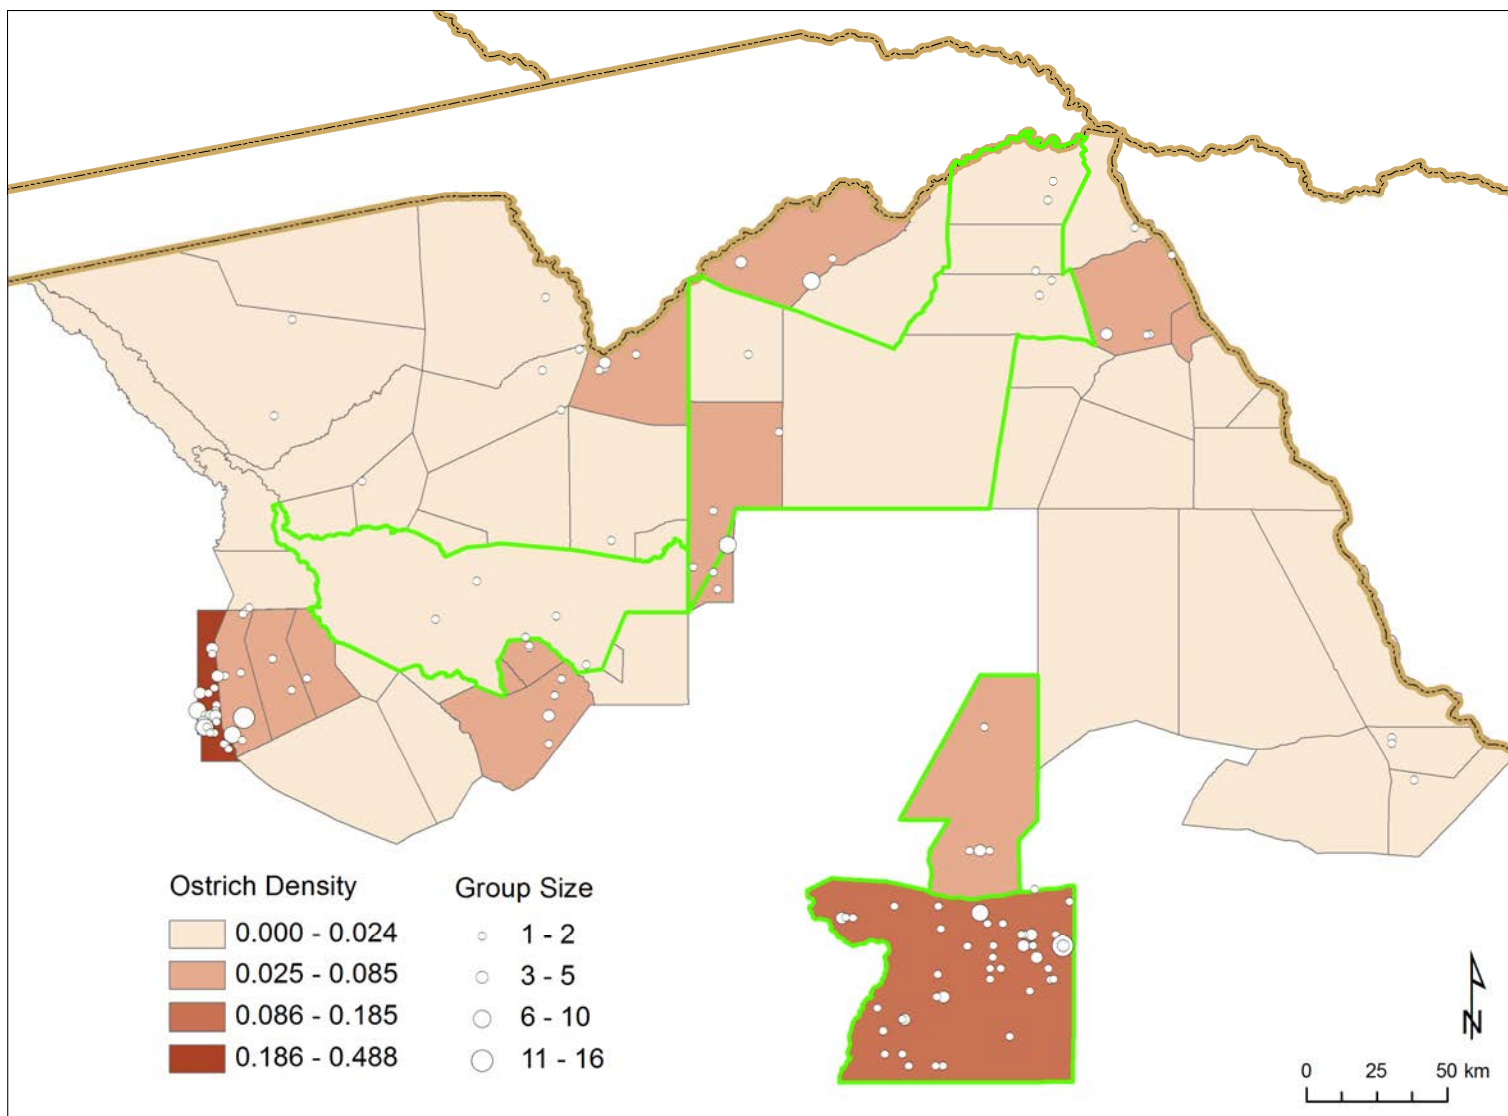 Ostrich Density
0.000 - 0.024
0.025 - 0.085
0.086 - 0.185
0.186 - 0.488
Group Size
1 - 2
3 - 5
6 - 10
11 - 16
N
0 25 50 km